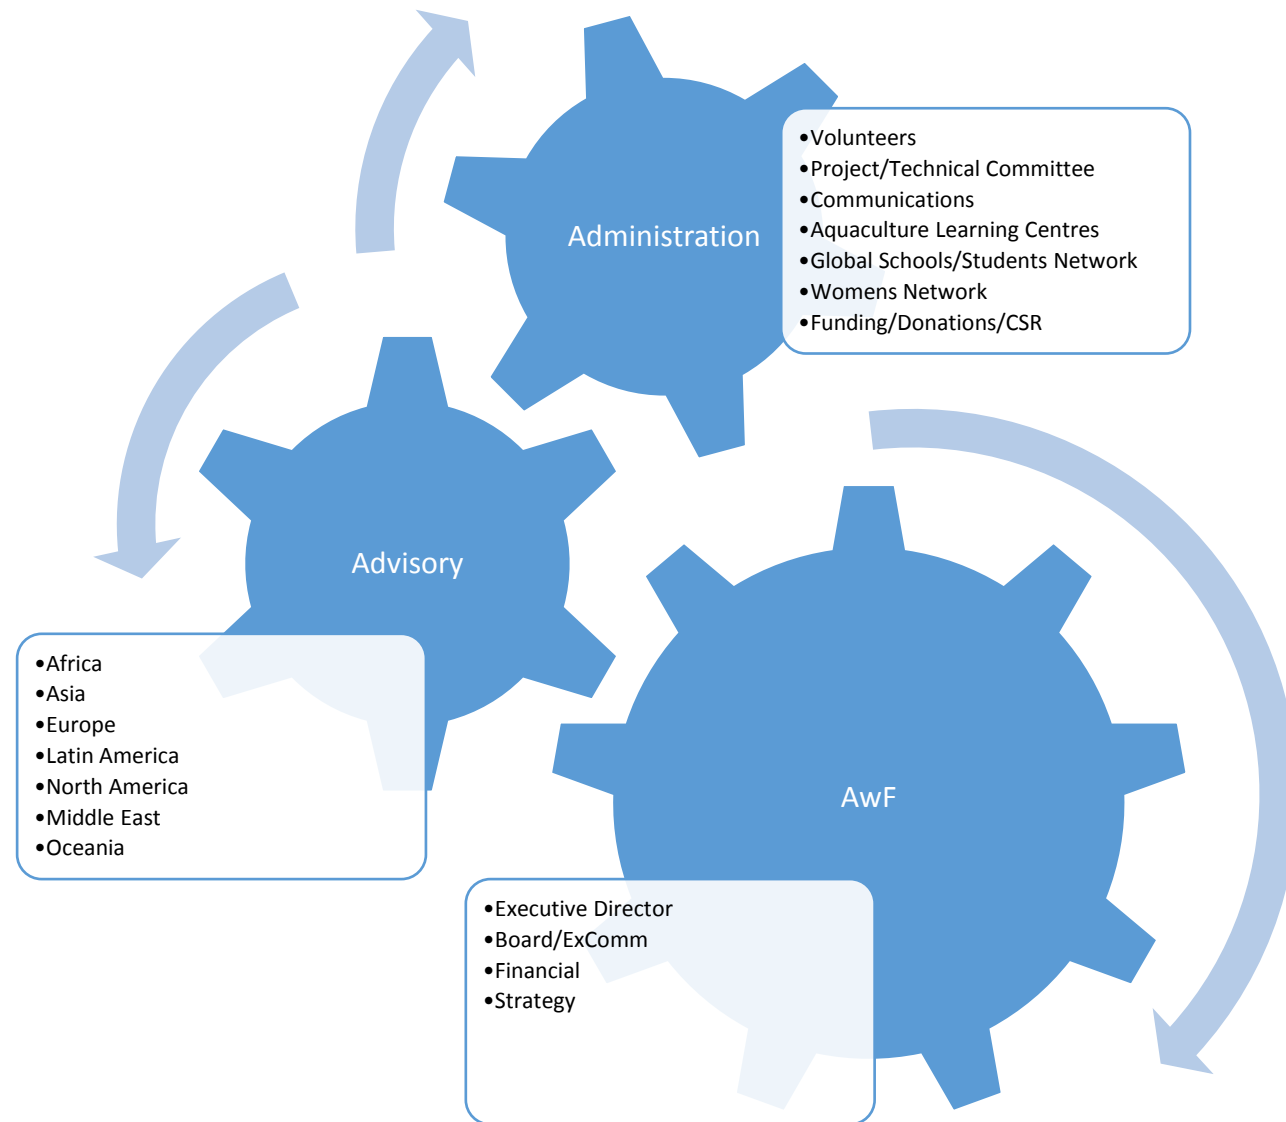 Administration
•Volunteers
•Project/Technical Committee
•Communications
•Aquaculture Learning Centres
•Global Schools/Students Network
•Womens Network
•Funding/Donations/CSR
Advisory
•Africa
•Asia
•Europe
•Latin America
•North America
•Middle East
•Oceania
AwF
•Executive Director
•Board/ExComm
•Financial
•Strategy